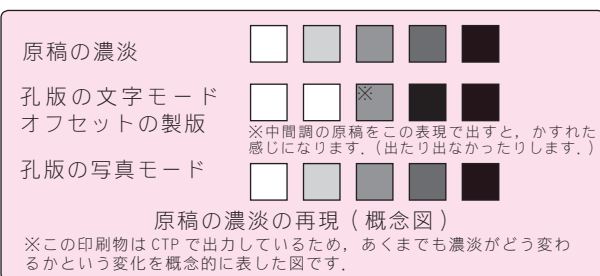 原稿の濃淡
孔版の文字モード
オフセットの製版
※
※中間調の原稿をこの表現で出すと，かすれた
感じになります．（出たり出なかったりします．）
孔版の写真モード
原稿の濃淡の再現（概念図）
※この印刷物はCTPで出力しているため，あくまでも濃淡がどう変わ
るかという変化を概念的に表した図です．